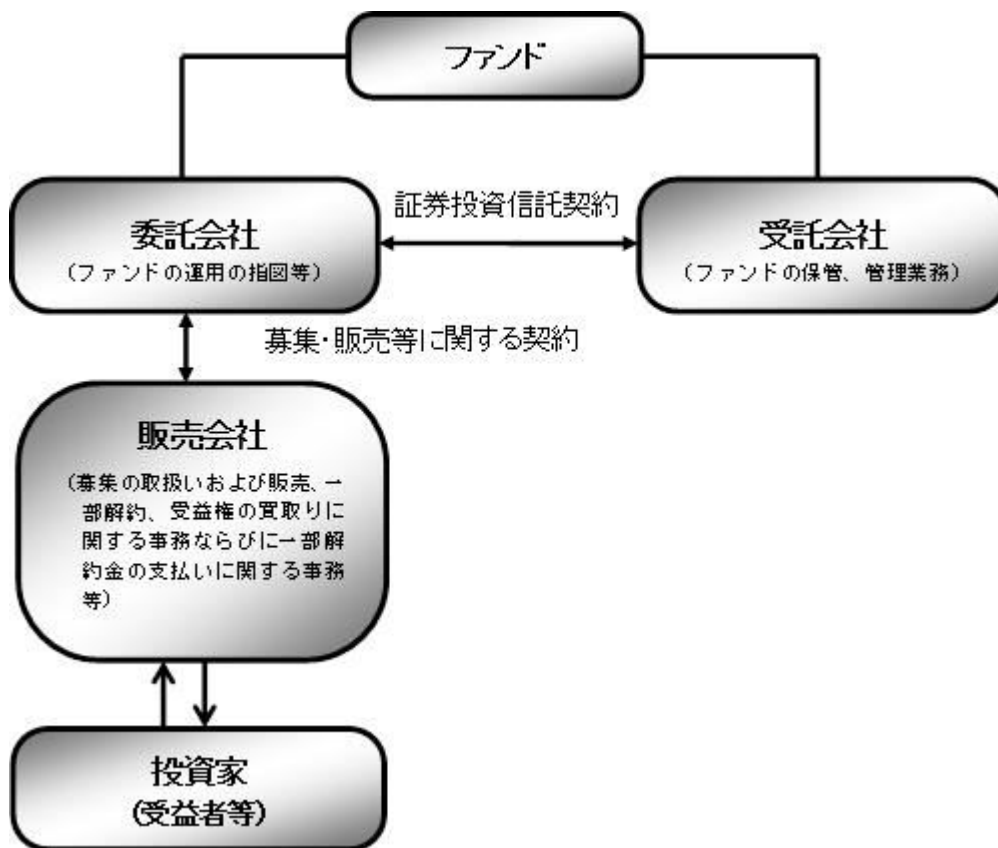 ファンド
証券投資信託契約
委託会社
（ファンドの運用の指図等）
受託会社
（ファンドの保管、管理業務）
募集・販売等に関する契約
販売会社
（募集の取扱いおよび販売、一
部解約、受益権の買取りに
関する事務ならびに一部解
約金の支払いに関する事務
等）
投資家
（受益者等）